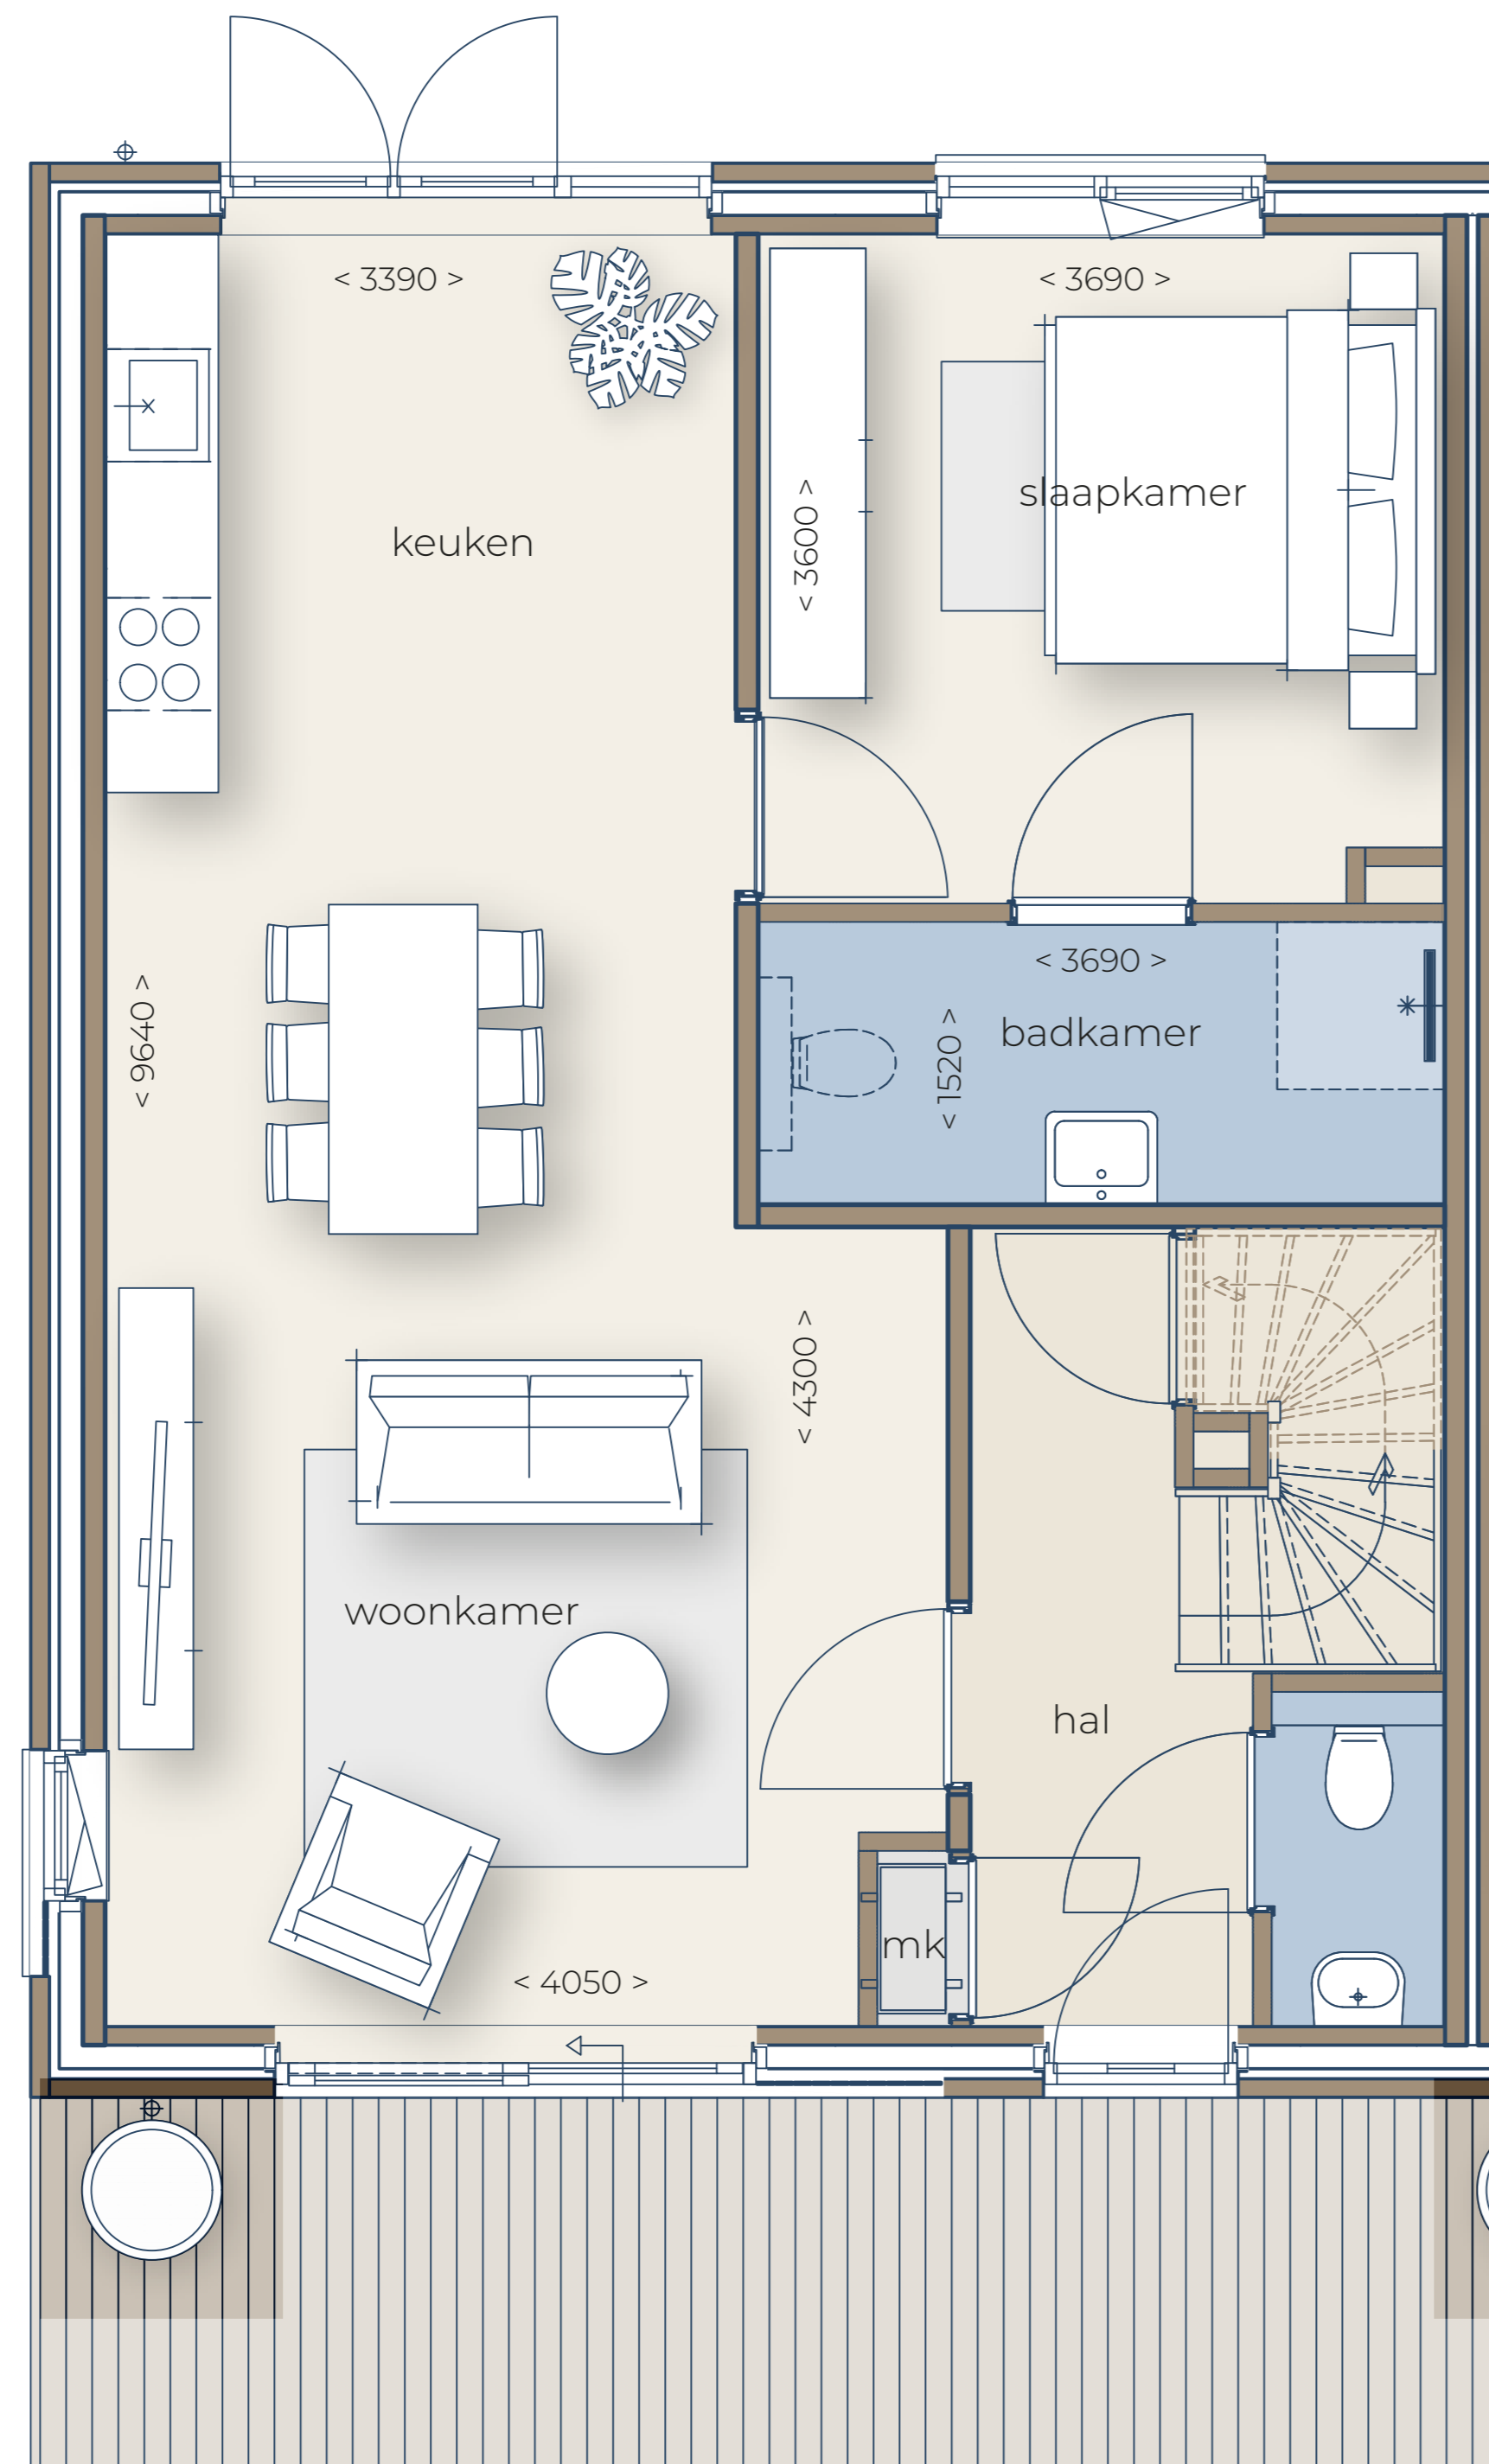 < 3390 >
< 3690 >
slaapkamer
< 3600 >
keuken
< 3690 >
badkamer
< 9640 >
< 1520 >
< 4300 >
woonkamer
hal
mk
< 4050 >